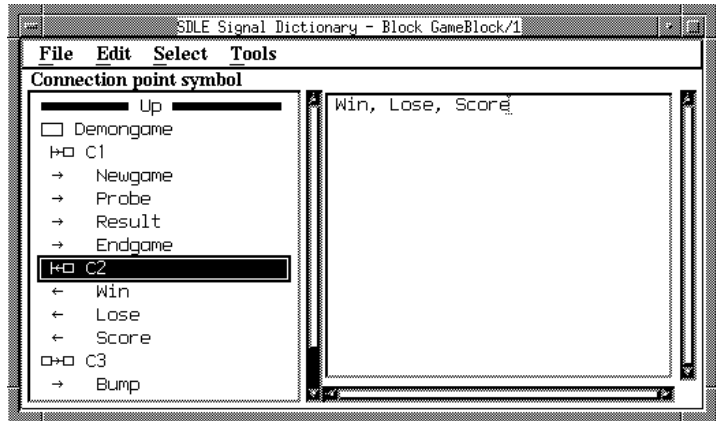 SDLE Signal Dictionary - Block GameBlock/1
File Edit Select Tools
Connection point symbol
Up
Demongame
C1
→ Newgame
→ Probe
→ Result
→ Endgame
C2
← Win
← Lose
← Score
C3
→ Bump
Win, Lose, Score